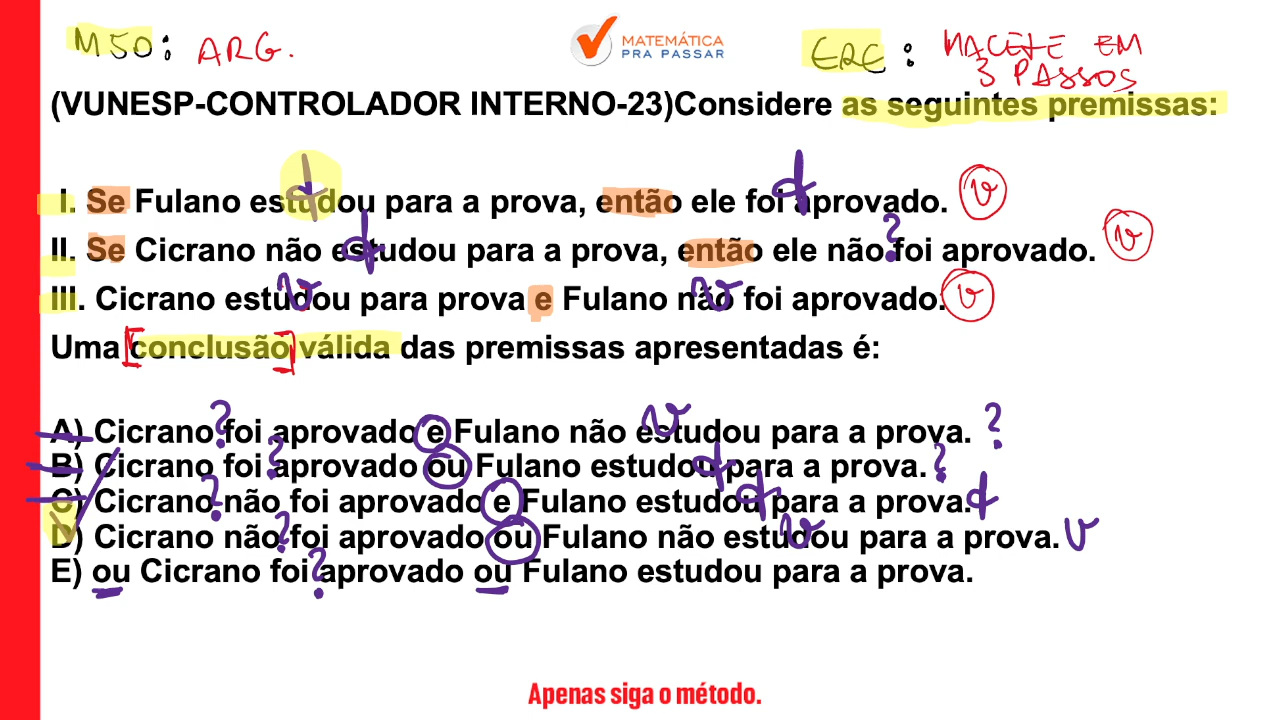 M50: ARG.
MATEMÁTICA
PRA PASSAR
ERE: MACETE EM
3 PASSOS
(VUNESP-CONTROLADOR INTERNO-23)Considere as seguintes premissas:
f f
I. Se Fulano estudou para a prova, então ele foi aprovado. V
f ?
II. Se Cicrano não estudou para a prova, então ele não foi aprovado. V
V V
III. Cicrano estudou para prova e Fulano não foi aprovado. V
Uma [conclusão] válida das premissas apresentadas é:
? V
A) Cicrano foi aprovado e Fulano não estudou para a prova. ?
? f
B) Cicrano foi aprovado ou Fulano estudou para a prova. ?
? f
C) Cicrano não foi aprovado e Fulano estudou para a prova. f
? V
D) Cicrano não foi aprovado ou Fulano não estudou para a prova. V
?
E) ou Cicrano foi aprovado ou Fulano estudou para a prova.
Apenas siga o método.